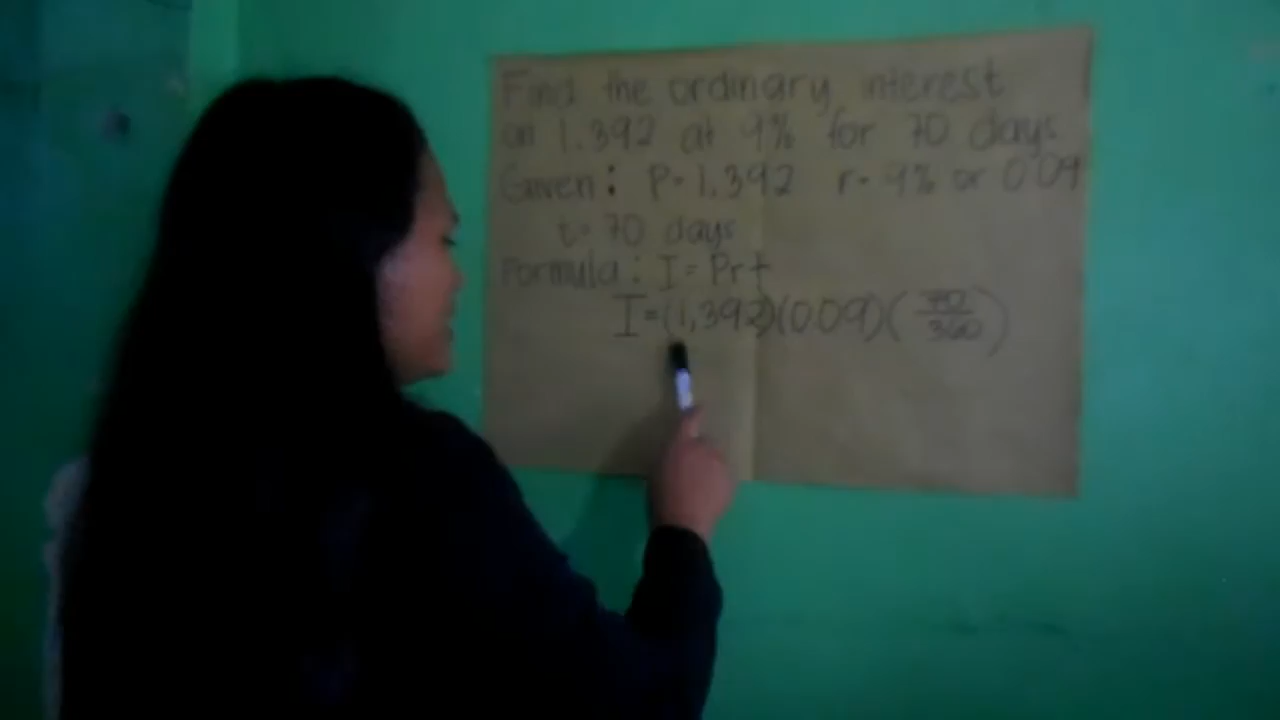 Find the ordinary interest
on 1.392 at 9% for 70 days
Given: P= 1,392 r= 9% or 0.09
t= 70 days
Formula: I = Prt
I=(1,392)(0.09)(70/360)